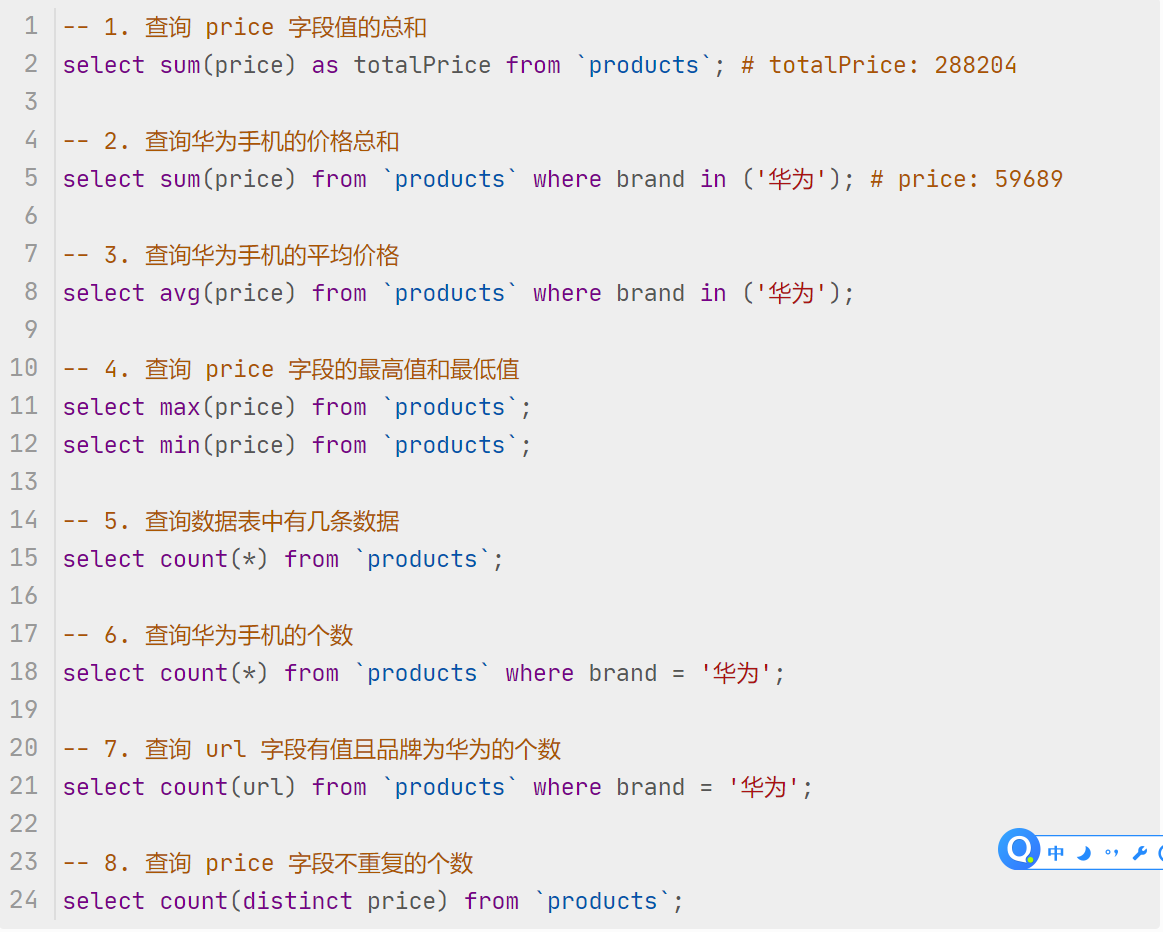 1 -- 1. 查询 price 字段值的总和
2 select sum(price) as totalPrice from `products`; # totalPrice: 288204
3
4 -- 2. 查询华为手机的价格总和
5 select sum(price) from `products` where brand in ('华为'); # price: 59689
6
7 -- 3. 查询华为手机的平均价格
8 select avg(price) from `products` where brand in ('华为');
9
10 -- 4. 查询 price 字段的最高值和最低值
11 select max(price) from `products`;
12 select min(price) from `products`;
13
14 -- 5. 查询数据表中有几条数据
15 select count(*) from `products`;
16
17 -- 6. 查询华为手机的个数
18 select count(*) from `products` where brand = '华为';
19
20 -- 7. 查询 url 字段有值且品牌为华为的个数
21 select count(url) from `products` where brand = '华为';
22
23 -- 8. 查询 price 字段不重复的个数
24 select count(distinct price) from `products`;
中